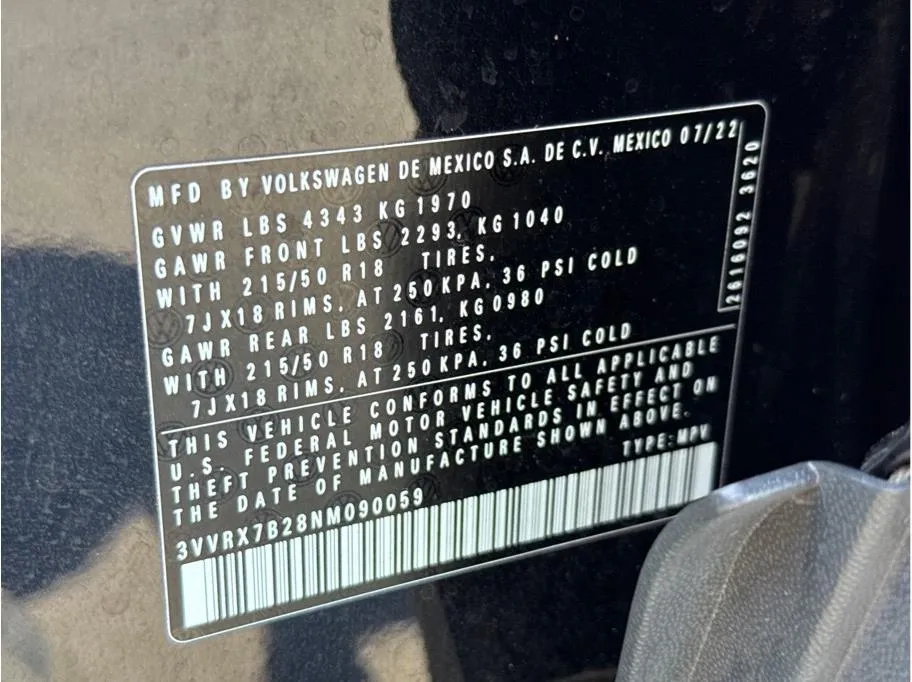 MFD BY VOLKSWAGEN DE MEXICO S.A. DE C.V. MEXICO 07/22
GVWR LBS 4343 KG 1970
GAWR FRONT LBS 2293, KG 1040
WITH 215/50 R18 TIRES,
7JX18 RIMS, AT 250 KPA, 36 PSI COLD
GAWR REAR LBS 2161, KG 0980
WITH 215/50 R18 TIRES,
7JX18 RIMS, AT 250 KPA, 36 PSI COLD
2616092 3620
THIS VEHICLE CONFORMS TO ALL APPLICABLE
U.S. FEDERAL MOTOR VEHICLE SAFETY AND
THEFT PREVENTION STANDARDS IN EFFECT ON
THE DATE OF MANUFACTURE SHOWN ABOVE.
TYPE: MPV
3VVRX7B28NM090059